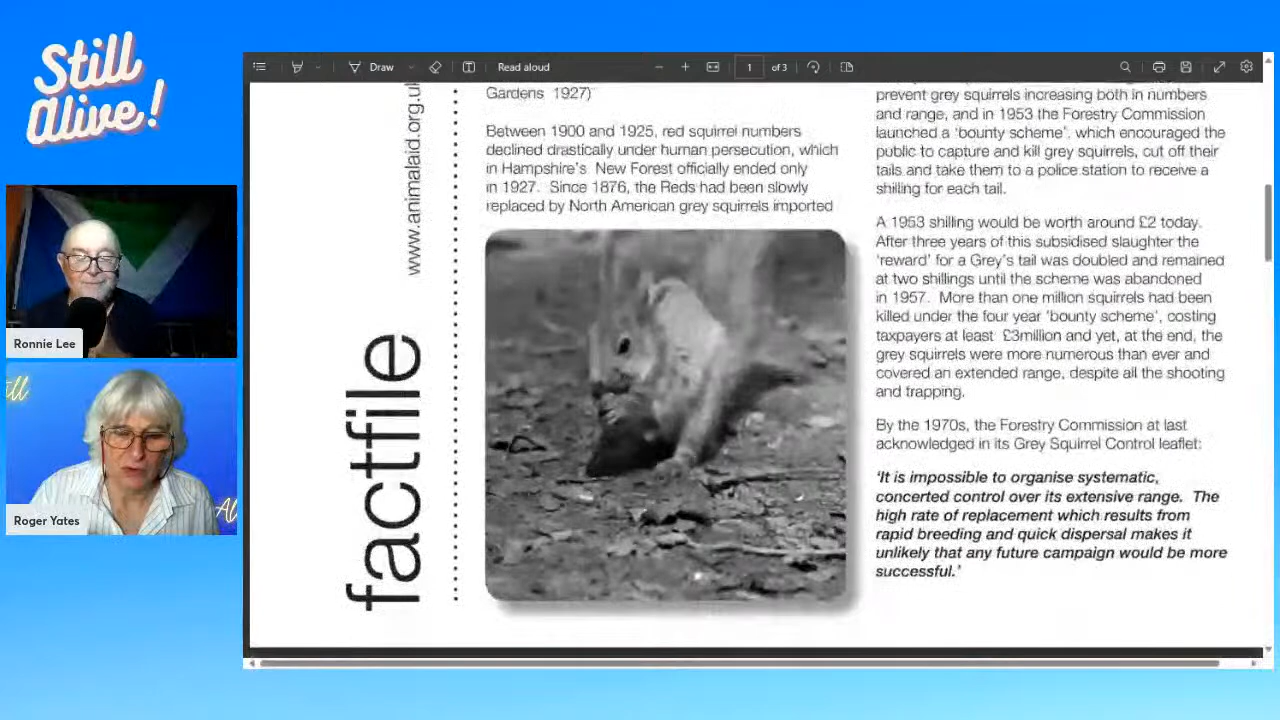 Still
Alive!
Draw
Read aloud
1
of 3
Ronnie Lee
Roger Yates
www.animalaid.org.uk
factfile
Gardens 1927)
Between 1900 and 1925, red squirrel numbers
declined drastically under human persecution, which
in Hampshire's New Forest officially ended only
in 1927. Since 1876, the Reds had been slowly
replaced by North American grey squirrels imported
prevent grey squirrels increasing both in numbers
and range, and in 1953 the Forestry Commission
launched a 'bounty scheme', which encouraged the
public to capture and kill grey squirrels, cut off their
tails and take them to a police station to receive a
shilling for each tail.
A 1953 shilling would be worth around £2 today.
After three years of this subsidised slaughter the
'reward' for a Grey's tail was doubled and remained
at two shillings until the scheme was abandoned
in 1957. More than one million squirrels had been
killed under the four year 'bounty scheme', costing
taxpayers at least £3million and yet, at the end, the
grey squirrels were more numerous than ever and
covered an extended range, despite all the shooting
and trapping.
By the 1970s, the Forestry Commission at last
acknowledged in its Grey Squirrel Control leaflet:
'It is impossible to organise systematic,
concerted control over its extensive range. The
high rate of replacement which results from
rapid breeding and quick dispersal makes it
unlikely that any future campaign would be more
successful.'